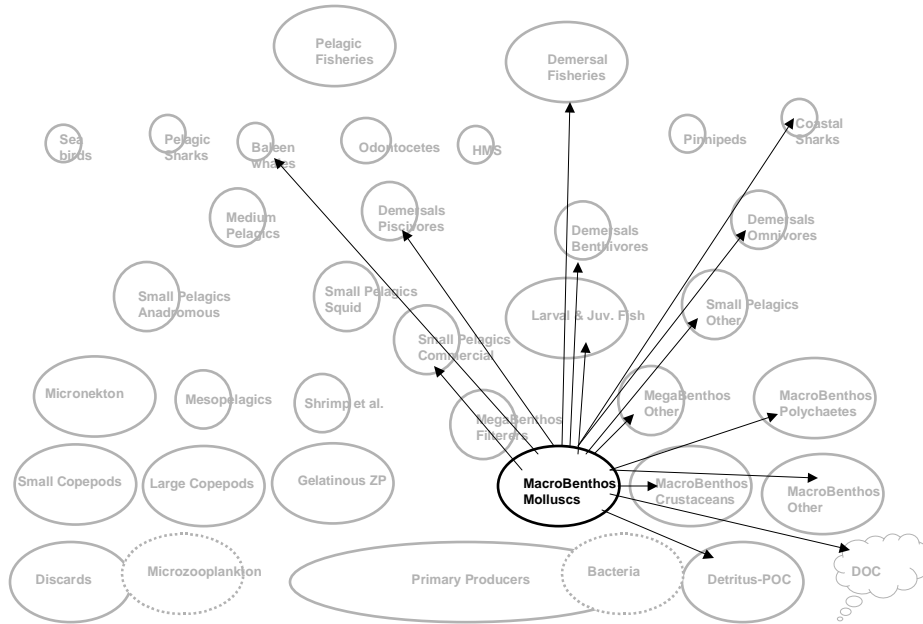 Pelagic
Fisheries
Demersal
Fisheries
Sea
birds
Pelagic
Sharks
Baleen
whales
Odontocetes
HMS
Pinnipeds
Coastal
Sharks
Medium
Pelagics
Demersals
Piscivores
Demersals
Benthivores
Demersals
Omnivores
Small Pelagics
Anadromous
Small Pelagics
Squid
Small Pelagics
Commercial
Larval & Juv. Fish
Small Pelagics
Other
Micronekton
Mesopelagics
Shrimp et al.
MegaBenthos
Filterers
MegaBenthos
Other
MacroBenthos
Polychaetes
Small Copepods
Large Copepods
Gelatinous ZP
MacroBenthos
Molluscs
MacroBenthos
Crustaceans
MacroBenthos
Other
Discards
Microzooplankton
Primary Producers
Bacteria
Detritus-POC
DOC